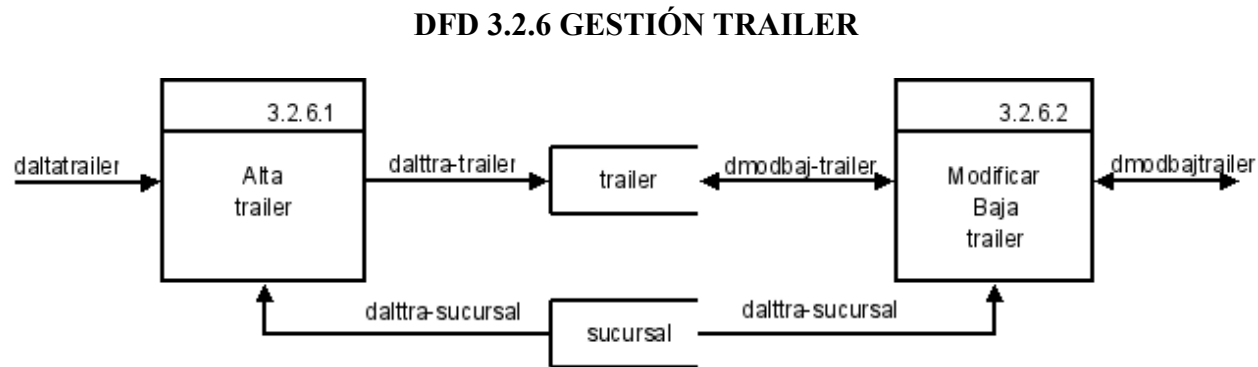 DFD 3.2.6 GESTIÓN TRAILER
3.2.6.1
3.2.6.2
daltatrailer
Alta
trailer
dalttra-trailer
trailer
dmodbaj-trailer
Modificar
Baja
trailer
dmodbajtrailer
dalttra-sucursal
sucursal
dalttra-sucursal